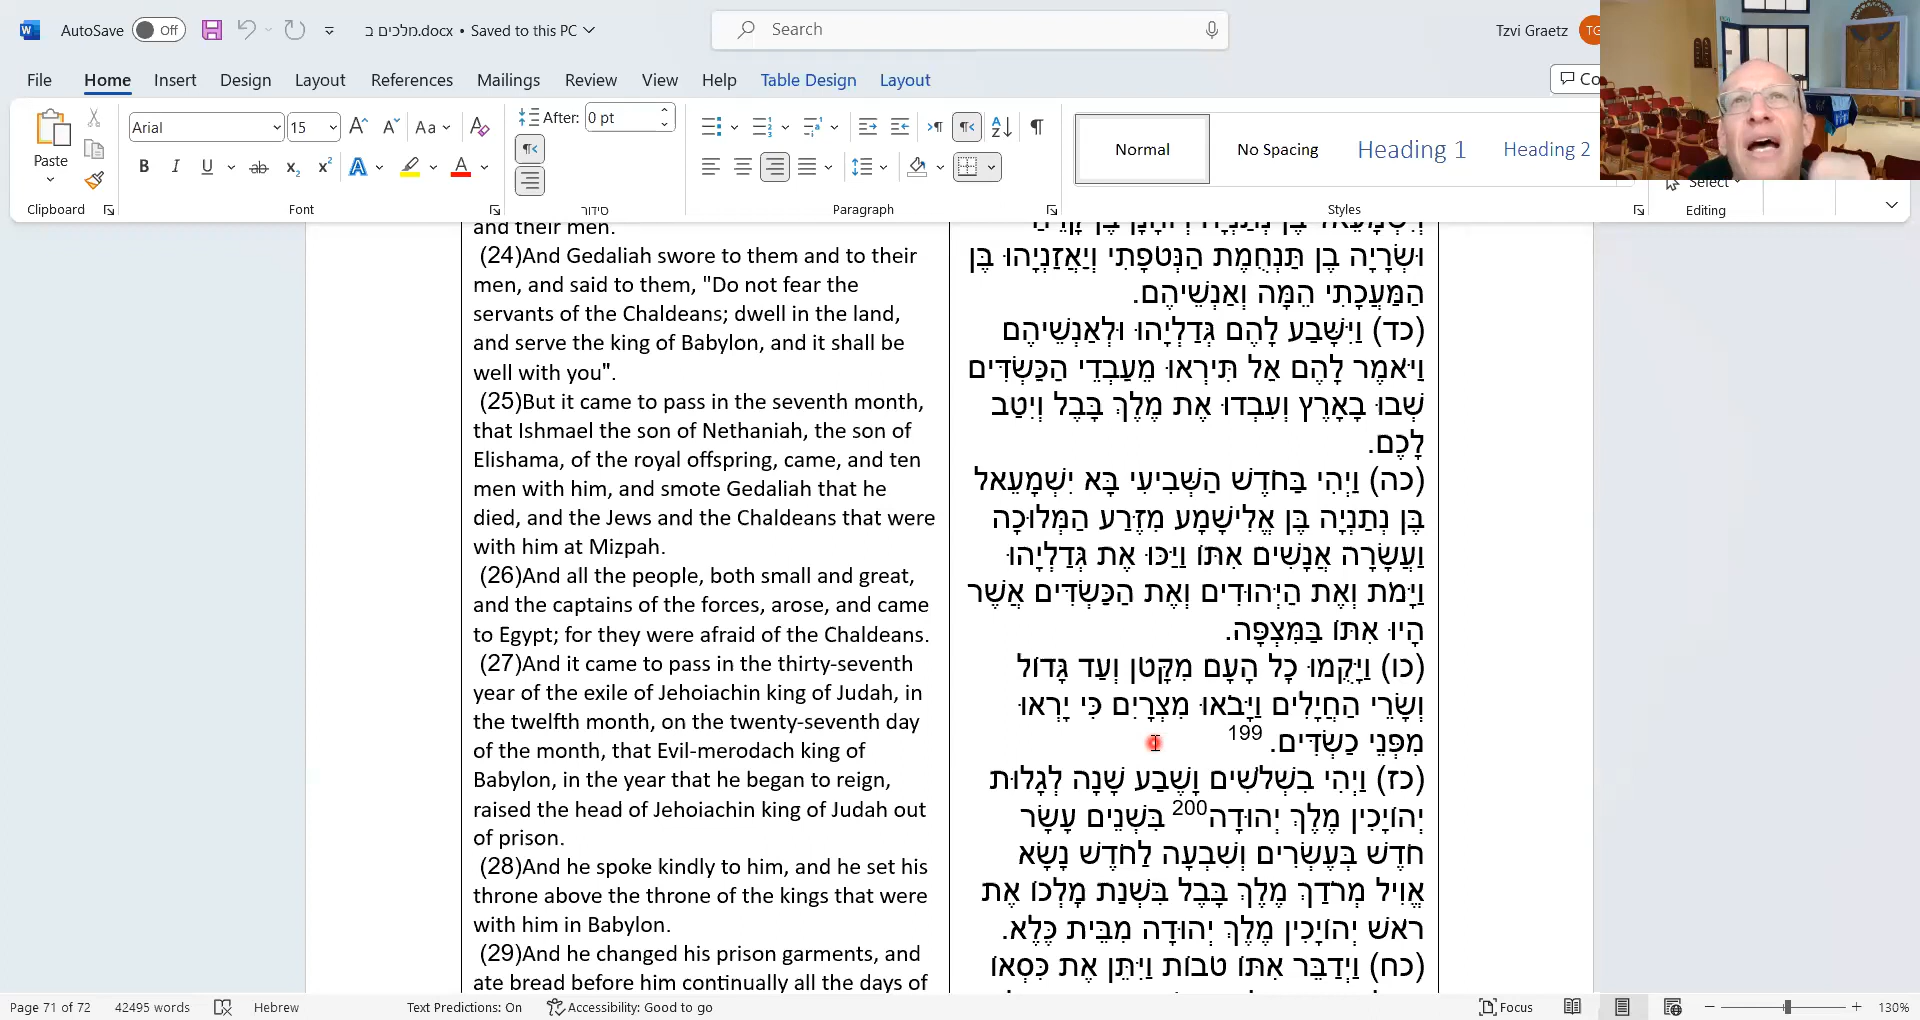 AutoSave Off מלכים ב.docx • Saved to this PC Search Tzvi Graetz TG
File Home Insert Design Layout References Mailings Review View Help Table Design Layout
Paste
Clipboard
Arial 15
Font
After: 0 pt
סידור
Paragraph
Normal No Spacing Heading 1 Heading 2
Styles
Select
Editing
and their men.
(24)And Gedaliah swore to them and to their
men, and said to them, "Do not fear the
servants of the Chaldeans; dwell in the land,
and serve the king of Babylon, and it shall be
well with you".
(25)But it came to pass in the seventh month,
that Ishmael the son of Nethaniah, the son of
Elishama, of the royal offspring, came, and ten
men with him, and smote Gedaliah that he
died, and the Jews and the Chaldeans that were
with him at Mizpah.
(26)And all the people, both small and great,
and the captains of the forces, arose, and came
to Egypt; for they were afraid of the Chaldeans.
(27)And it came to pass in the thirty-seventh
year of the exile of Jehoiachin king of Judah, in
the twelfth month, on the twenty-seventh day
of the month, that Evil-merodach king of
Babylon, in the year that he began to reign,
raised the head of Jehoiachin king of Judah out
of prison.
(28)And he spoke kindly to him, and he set his
throne above the throne of the kings that were
with him in Babylon.
(29)And he changed his prison garments, and
ate bread before him continually all the days of
וּשְׂרָיָה בֶן תַּנְחֻמֶת הַנְּטֹפָתִי וְיַאֲזַנְיָהוּ בֶּן
הַמַּעֲכָתִי הֵמָּה וְאַנְשֵׁיהֶם.
(כד) וַיִּשָּׁבַע לָהֶם גְּדַלְיָהוּ וּלְאַנְשֵׁיהֶם
וַיֹּאמֶר לָהֶם אַל תִּירְאוּ מֵעַבְדֵי הַכַּשְׂדִּים
שְׁבוּ בָאָרֶץ וְעִבְדוּ אֶת מֶלֶךְ בָּבֶל וְיִטַב
לָכֶם.
(כה) וַיְהִי בַּחֹדֶשׁ הַשְּׁבִיעִי בָּא יִשְׁמָעֵאל
בֶּן נְתַנְיָה בֶּן אֱלִישָׁמָע מִזֶּרַע הַמְּלוּכָה
וַעֲשָׂרָה אֲנָשִׁים אִתּוֹ וַיַּכּוּ אֶת גְּדַלְיָהוּ
וַיָּמֹת וְאֶת הַיְּהוּדִים וְאֶת הַכַּשְׂדִּים אֲשֶׁר
הָיוּ אִתּוֹ בַּמִּצְפָּה.
(כו) וַיָּקֻמוּ כָל הָעָם מִקָּטֹן וְעַד גָּדוֹל
וְשָׂרֵי הַחֲיָלִים וַיָּבֹאוּ מִצְרָיִם כִּי יָרְאוּ
מִפְּנֵי כַשְׂדִּים. 199
(כז) וַיְהִי בִשְׁלֹשִׁים וָשֶׁבַע שָׁנָה לְגָלוּת
יְהוֹיָכִין מֶלֶךְ יְהוּדָה200 בִּשְׁנֵים עָשָׂר
חֹדֶשׁ בְּעֶשְׂרִים וְשִׁבְעָה לַחֹדֶשׁ נָשָׂא
אֱוִיל מְרֹדַךְ מֶלֶךְ בָּבֶל בִּשְׁנַת מָלְכוֹ אֶת
רֹאשׁ יְהוֹיָכִין מֶלֶךְ יְהוּדָה מִבֵּית כֶּלֶא.
(כח) וַיְדַבֵּר אִתּוֹ טֹבוֹת וַיִּתֵּן אֶת כִּסְאוֹ
Page 71 of 72 42495 words Hebrew Text Predictions: On Accessibility: Good to go Focus 130%